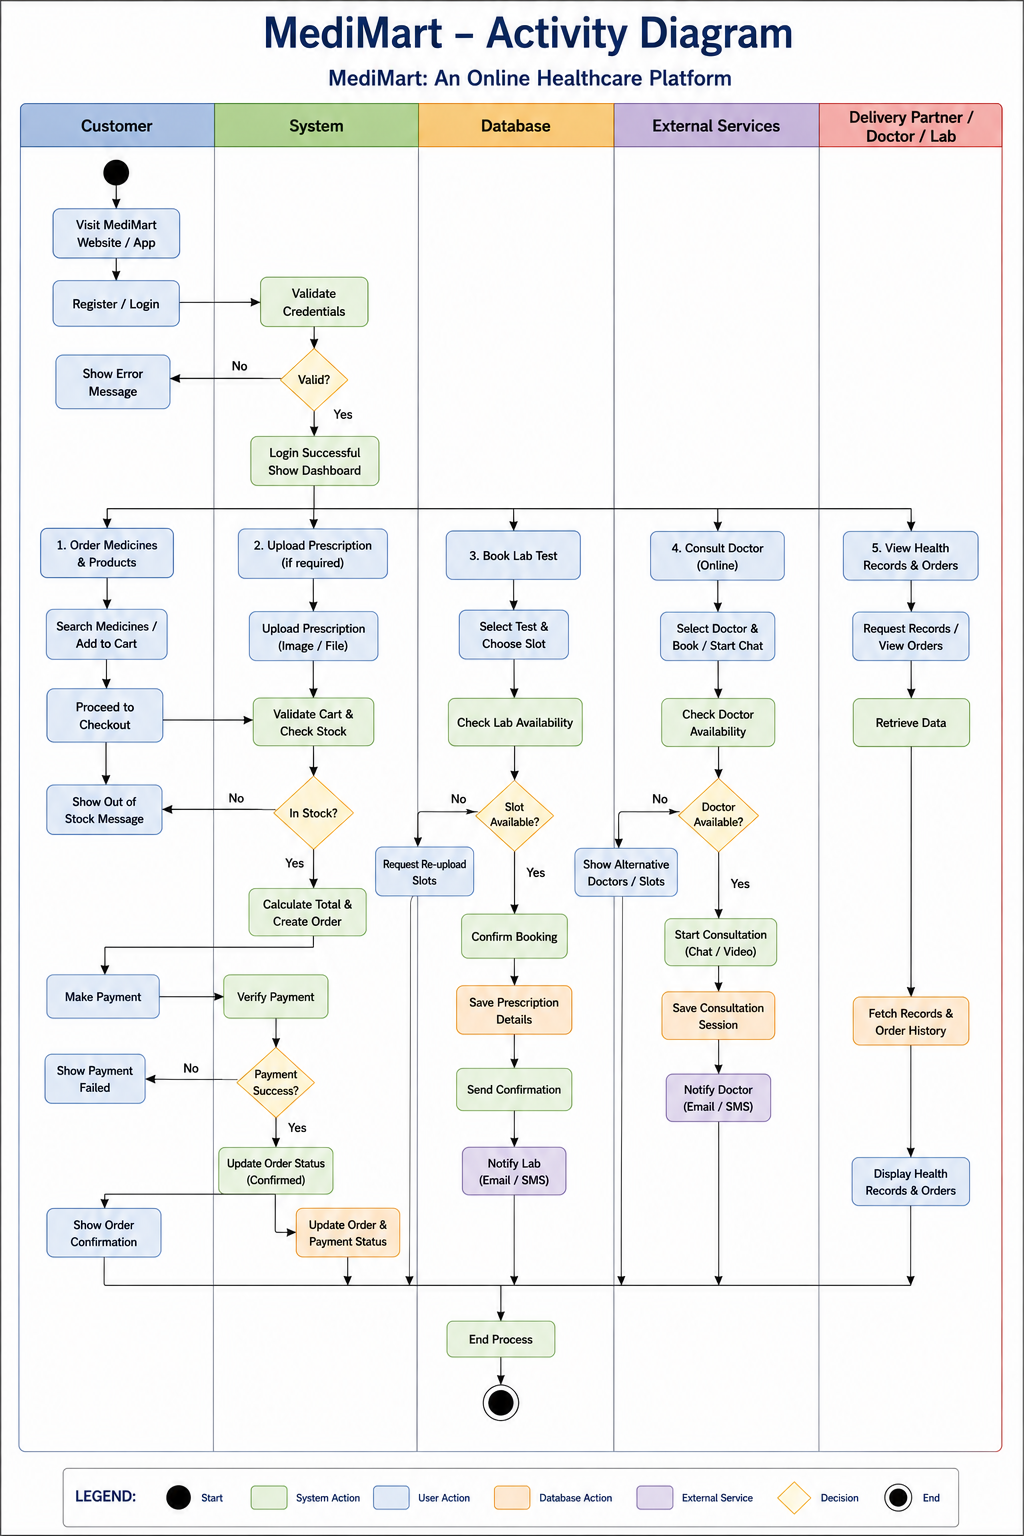 MediMart – Activity Diagram
MediMart: An Online Healthcare Platform
Customer
System
Database
External Services
Delivery Partner /
Doctor / Lab
Visit MediMart
Website / App
Register / Login
Validate
Credentials
Show Error
Message
No
Valid?
Yes
Login Successful
Show Dashboard
1. Order Medicines
& Products
2. Upload Prescription
(if required)
3. Book Lab Test
4. Consult Doctor
(Online)
5. View Health
Records & Orders
Search Medicines /
Add to Cart
Upload Prescription
(Image / File)
Select Test &
Choose Slot
Select Doctor &
Book / Start Chat
Request Records /
View Orders
Proceed to
Checkout
Validate Cart &
Check Stock
Check Lab Availability
Check Doctor
Availability
Retrieve Data
Show Out of
Stock Message
No
In Stock?
No
Slot
Available?
No
Doctor
Available?
Yes
Request Re-upload
Slots
Yes
Show Alternative
Doctors / Slots
Yes
Calculate Total &
Create Order
Confirm Booking
Start Consultation
(Chat / Video)
Make Payment
Verify Payment
Save Prescription
Details
Save Consultation
Session
Fetch Records &
Order History
Show Payment
Failed
No
Payment
Success?
Send Confirmation
Notify Doctor
(Email / SMS)
Yes
Update Order Status
(Confirmed)
Notify Lab
(Email / SMS)
Display Health
Records & Orders
Show Order
Confirmation
Update Order &
Payment Status
End Process
LEGEND:
Start
System Action
User Action
Database Action
External Service
Decision
End